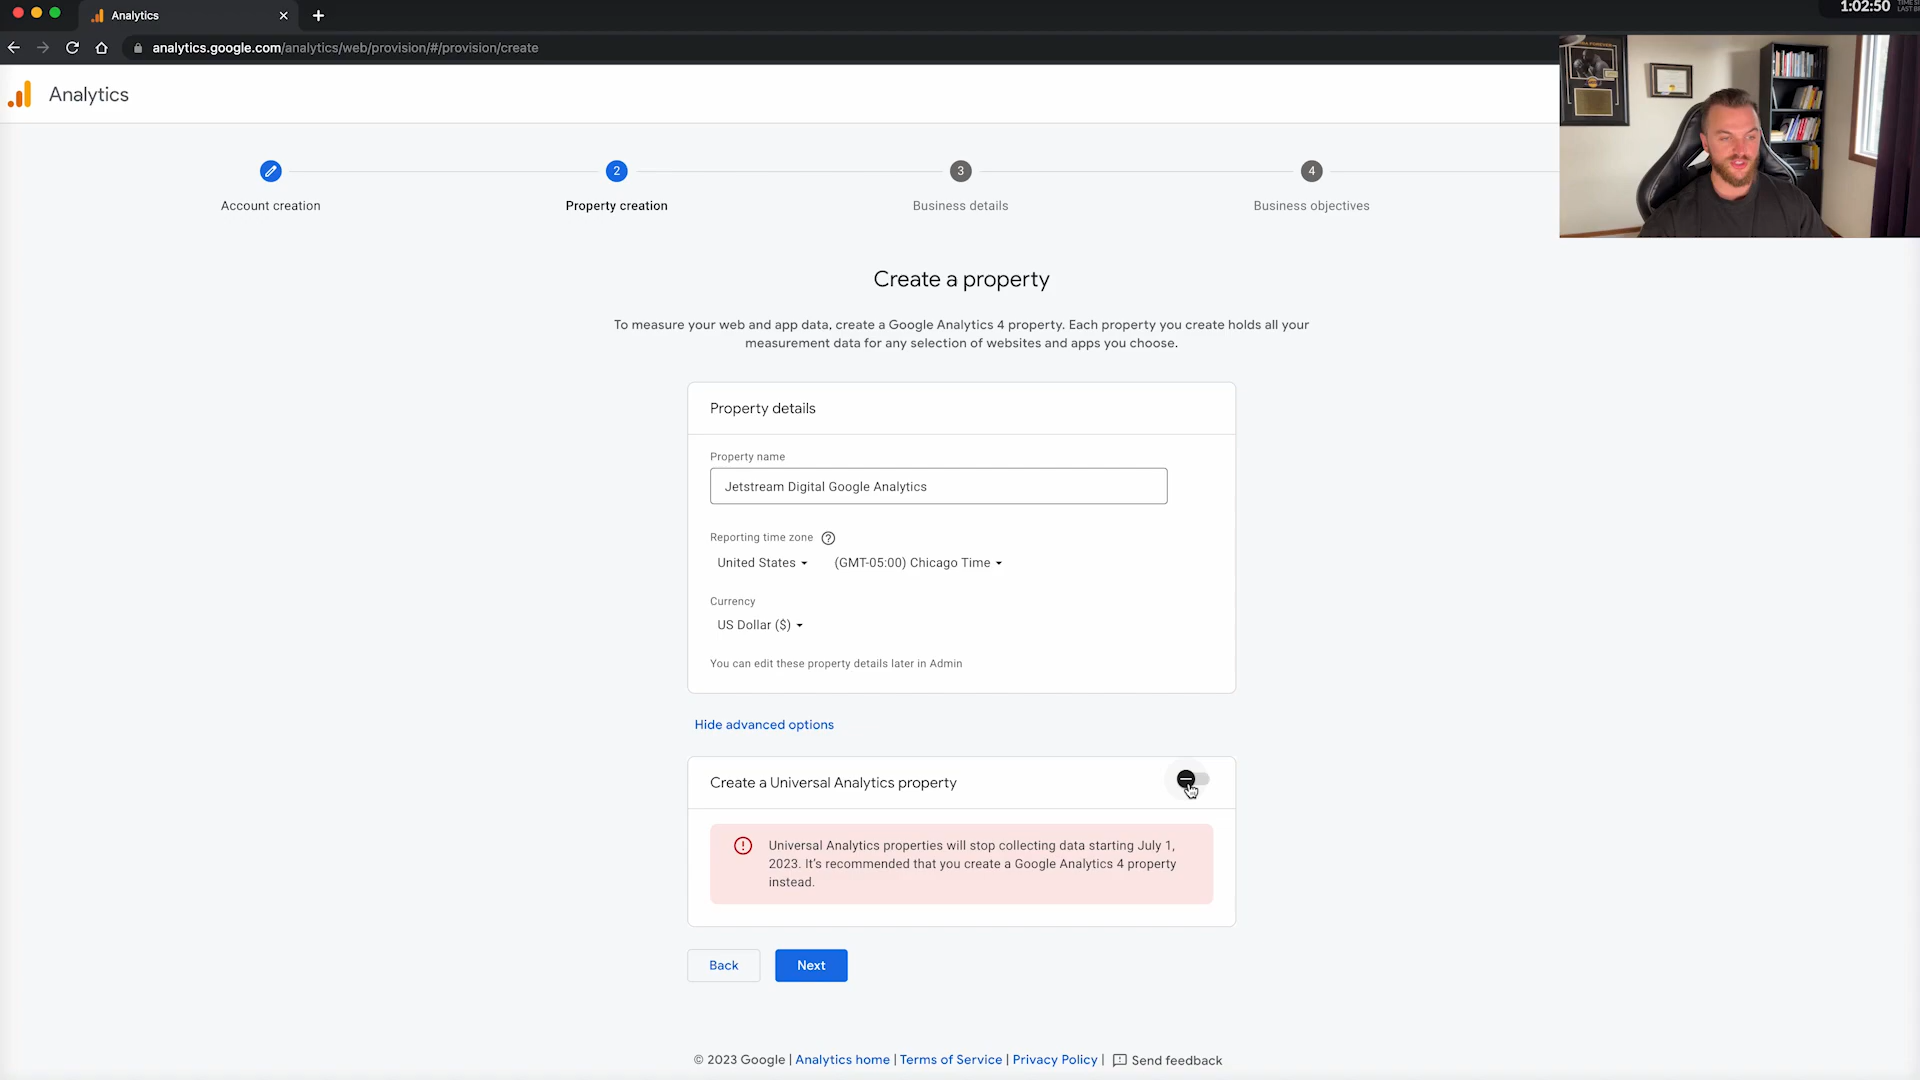 Analytics
1:02:50
analytics.google.com/analytics/web/provision/#/provision/create
Analytics
2
3
4
Account creation
Property creation
Business details
Business objectives
Create a property
To measure your web and app data, create a Google Analytics 4 property. Each property you create holds all your
measurement data for any selection of websites and apps you choose.
Property details
Property name
Jetstream Digital Google Analytics
Reporting time zone ?
United States
(GMT-05:00) Chicago Time
Currency
US Dollar ($)
You can edit these property details later in Admin
Hide advanced options
Create a Universal Analytics property
Universal Analytics properties will stop collecting data starting July 1,
2023. It's recommended that you create a Google Analytics 4 property
instead.
Back
Next
© 2023 Google | Analytics home | Terms of Service | Privacy Policy | Send feedback